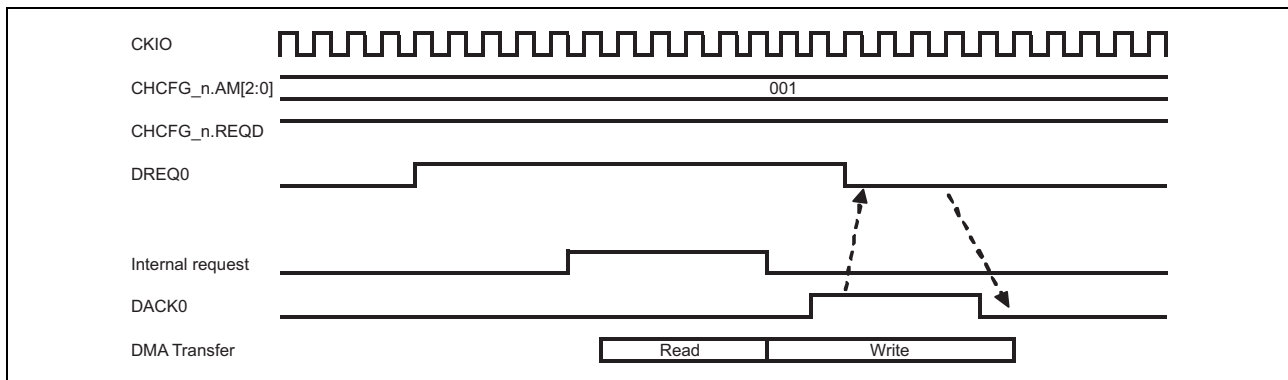 CKIO
CHCFG_n.AM[2:0] 001
CHCFG_n.REQD
DREQ0
Internal request
DACK0
DMA Transfer Read Write